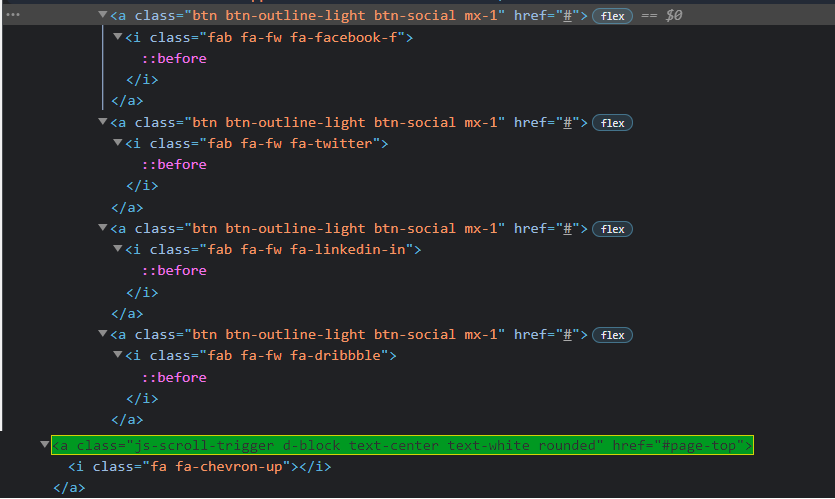 <a class="btn btn-outline-light btn-social mx-1" href="#"> flex == $0
<i class="fab fa-fw fa-facebook-f">
::before
</i>
</a>
<a class="btn btn-outline-light btn-social mx-1" href="#"> flex
<i class="fab fa-fw fa-twitter">
::before
</i>
</a>
<a class="btn btn-outline-light btn-social mx-1" href="#"> flex
<i class="fab fa-fw fa-linkedin-in">
::before
</i>
</a>
<a class="btn btn-outline-light btn-social mx-1" href="#"> flex
<i class="fab fa-fw fa-dribbble">
::before
</i>
</a>
<a class="js-scroll-trigger d-block text-center text-white rounded" href="#page-top">
<i class="fa fa-chevron-up"></i>
</a>